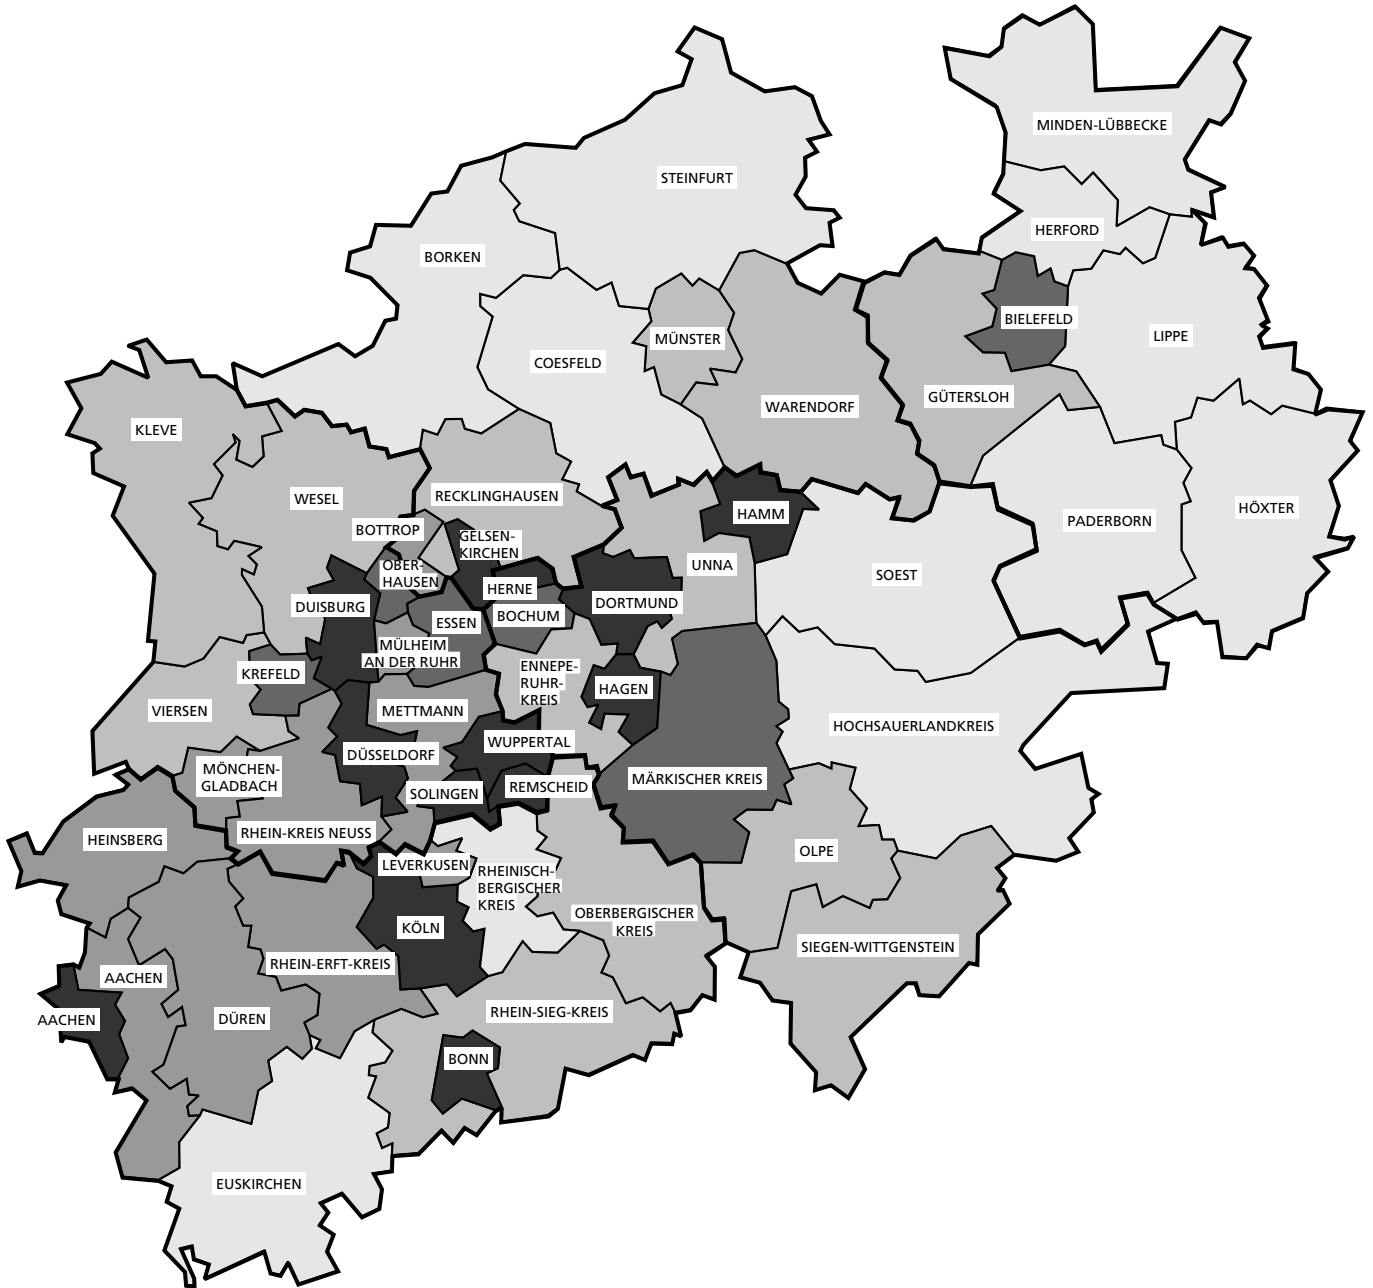 MINDEN-LÜBBECKE
STEINFURT
HERFORD
BORKEN
BIELEFELD
LIPPE
MÜNSTER
COESFELD
GÜTERSLOH
WARENDORF
KLEVE
RECKLINGHAUSEN
WESEL
HÖXTER
HAMM
PADERBORN
BOTTROP
GELSEN-
KIRCHEN
OBER-
HAUSEN
UNNA
SOEST
HERNE
DORTMUND
DUISBURG
BOCHUM
ESSEN
MÜLHEIM
AN DER RUHR
ENNEPE-
RUHR-
KREIS
KREFELD
HAGEN
VIERSEN
METTMANN
HOCHSAUERLANDKREIS
WUPPERTAL
DÜSSELDORF
MÖNCHEN-
GLADBACH
MÄRKISCHER KREIS
REMSCHEID
SOLINGEN
RHEIN-KREIS NEUSS
HEINSBERG
OLPE
LEVERKUSEN
RHEINISCH-
BERGISCHER
KREIS
OBERBERGISCHER
KREIS
KÖLN
SIEGEN-WITTGENSTEIN
RHEIN-ERFT-KREIS
AACHEN
RHEIN-SIEG-KREIS
AACHEN
DÜREN
BONN
EUSKIRCHEN